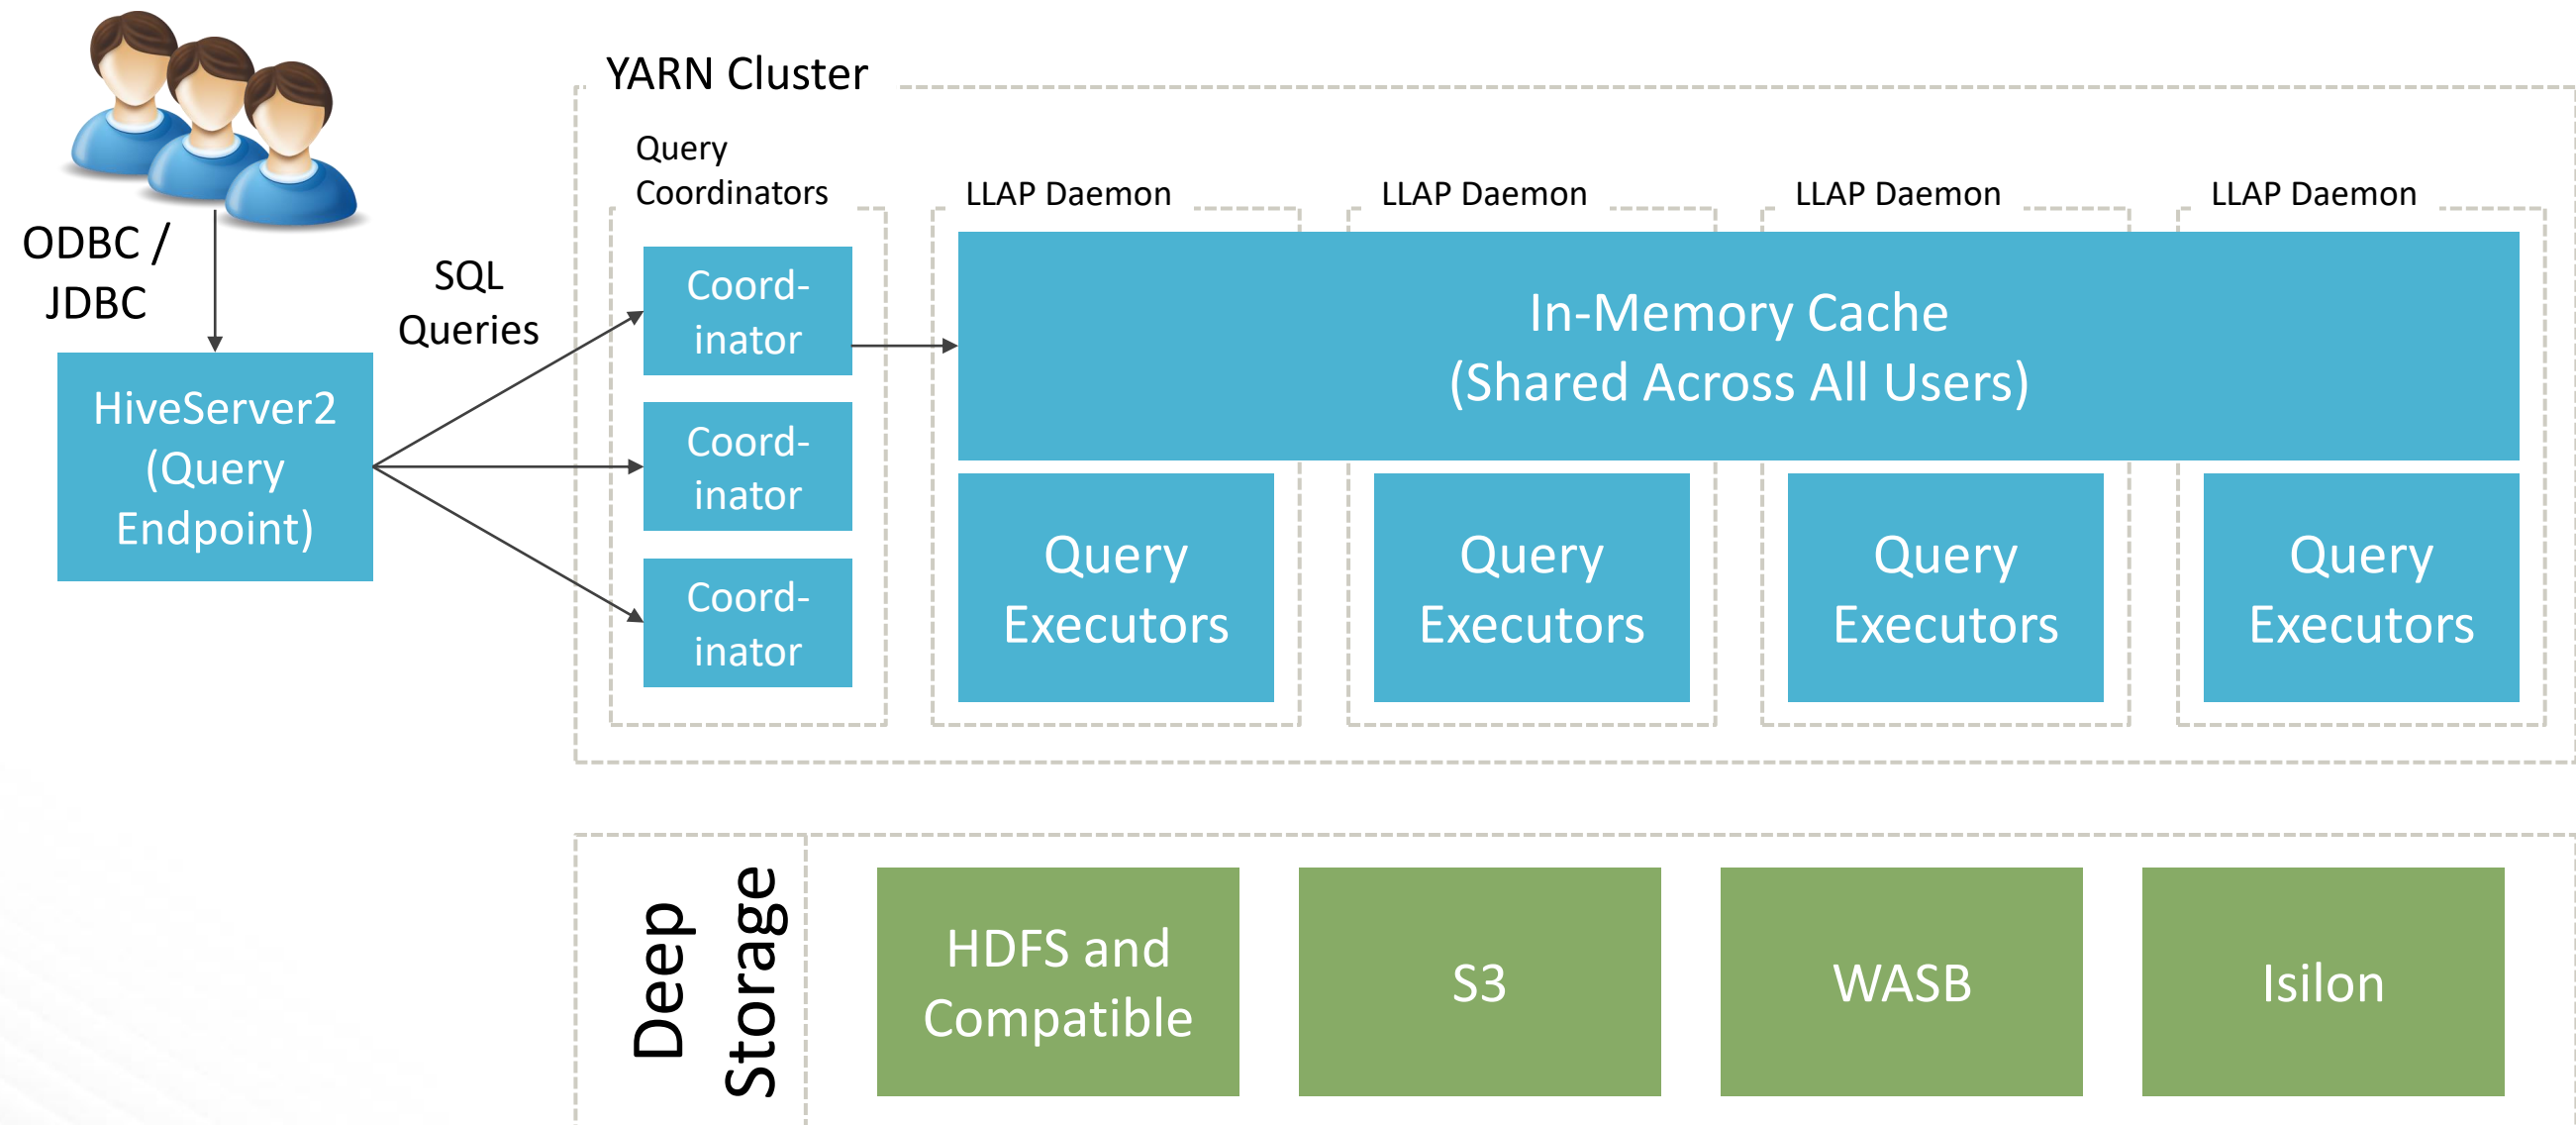 YARN Cluster
Query
Coordinators
LLAP Daemon
LLAP Daemon
LLAP Daemon
LLAP Daemon
ODBC /
JDBC
SQL
Queries
HiveServer2
(Query
Endpoint)
Coord-
inator
Coord-
inator
Coord-
inator
In-Memory Cache
(Shared Across All Users)
Query
Executors
Query
Executors
Query
Executors
Query
Executors
Deep
Storage
HDFS and
Compatible
S3
WASB
Isilon